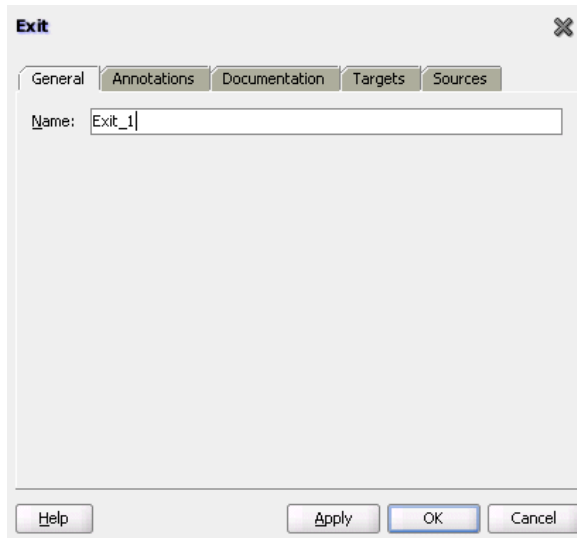 Exit
General Annotations Documentation Targets Sources
Name: Exit_1
Help Apply OK Cancel